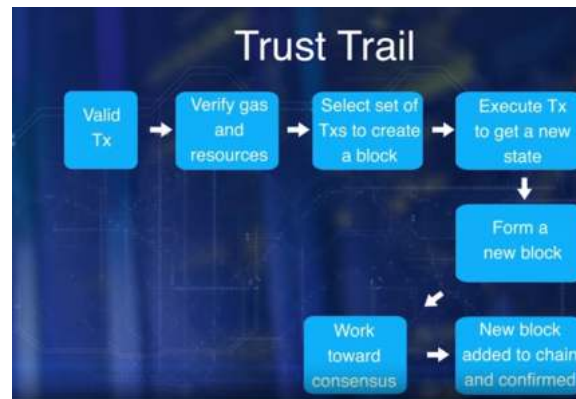 Trust Trail
Valid
Tx
Verify gas
and
resources
Select set of
Txs to create
a block
Execute Tx
to get a new
state
Form a
new block
Work
toward
consensus
New block
added to chain
and confirmed